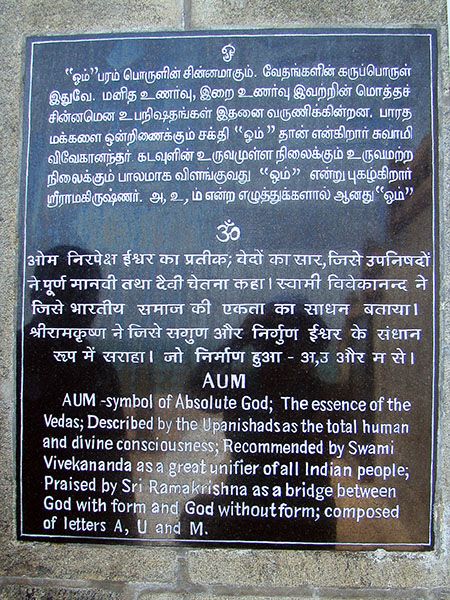 ௐ
“ஓம்” பரம் பொருளின் சின்னமாகும். வேதங்களின் கருப்பொருள்
இதுவே. மனித உணர்வு, இறை உணர்வு இவற்றின் மொத்தச்
சின்னமென உபநிஷதங்கள் இதனை வருணிக்கின்றன. பாரத
மக்களை ஒன்றிணைக்கும் சக்தி “ஓம்” தான் என்கிறார் சுவாமி
விவேகானந்தர். கடவுளின் உருவமுள்ள நிலைக்கும் உருவமற்ற
நிலைக்கும் பாலமாக விளங்குவது “ஓம்” என்று புகழ்கிறார்
ஸ்ரீராமகிருஷ்ணர். அ, உ, ம் என்ற எழுத்துக்களால் ஆனது “ஓம்”
ॐ
ओम निरपेक्ष ईश्वर का प्रतीक; वेदों का सार, जिसे उपनिषदों
ने पूर्ण मानवी तथा दैवी चेतना कहा। स्वामी विवेकानन्द ने
जिसे भारतीय समाज की एकता का साधन बताया।
श्रीरामकृष्ण ने जिसे सगुण और निर्गुण ईश्वर के संधान
रूप में सराहा। जो निर्माण हुआ - अ,उ और म से।
AUM
AUM -symbol of Absolute God; The essence of the
Vedas; Described by the Upanishads as the total human
and divine consciousness; Recommended by Swami
Vivekananda as a great unifier of all Indian people;
Praised by Sri Ramakrishna as a bridge between
God with form and God without form; composed
of letters A, U and M.